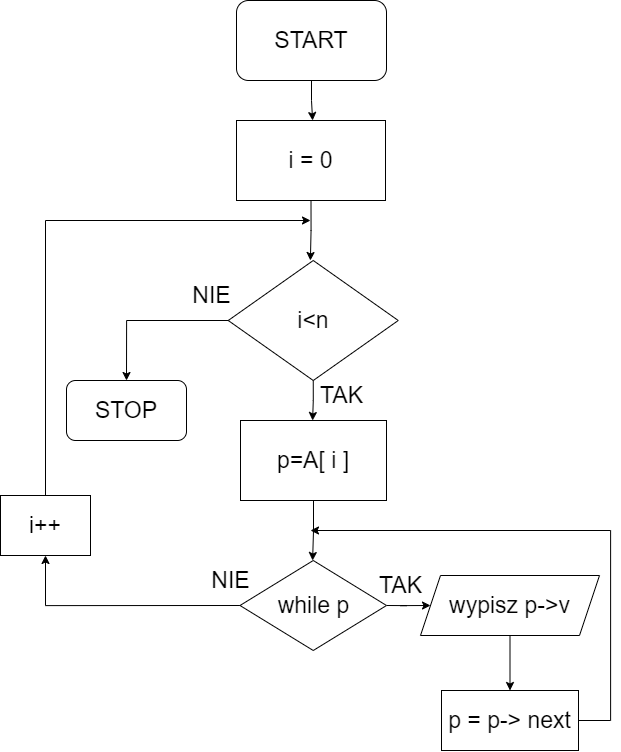 START
i = 0
NIE
i<n
TAK
STOP
p=A[ i ]
i++
NIE
while p
TAK
wypisz p->v
p = p-> next